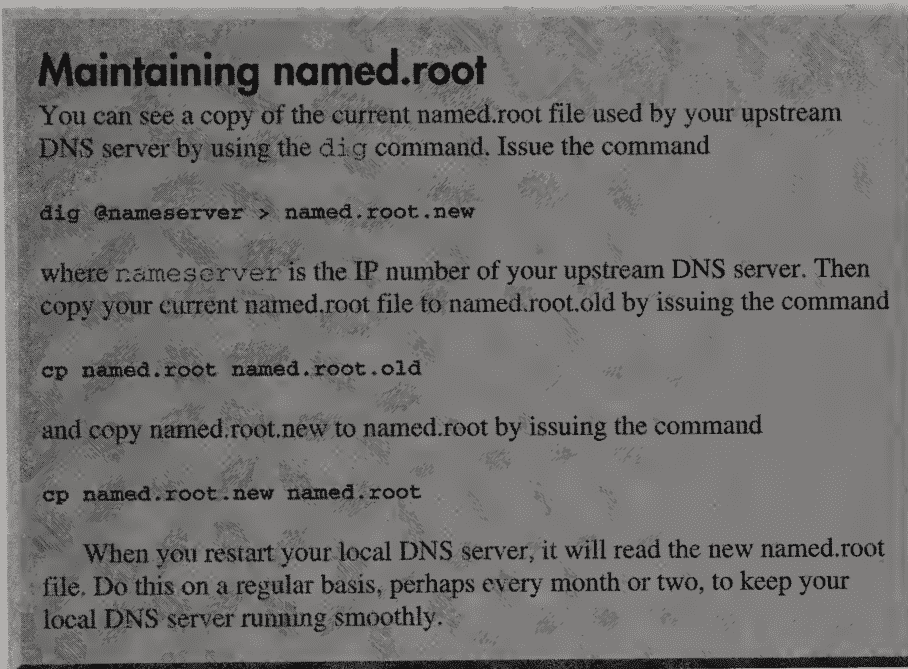 Maintaining named.root
You can see a copy of the current named.root file used by your upstream
DNS server by using the dig command. Issue the command
dig @nameserver > named.root.new
where nameserver is the IP number of your upstream DNS server. Then
copy your current named.root file to named.root.old by issuing the command
cp named.root named.root.old
and copy named.root.new to named.root by issuing the command
cp named.root.new named.root
When you restart your local DNS server, it will read the new named.root
file. Do this on a regular basis, perhaps every month or two, to keep your
local DNS server running smoothly.